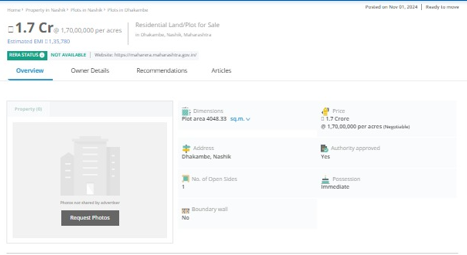 Home > Property in Nashik > Plots in Nashik > Plots in Dhakambe
Posted on Nov 01, 2024 | Ready to move
1.7 Cr @ 1,70,00,000 per acres
Estimated EMI 1,35,780
Residential Land/Plot for Sale
in Dhakambe, Nashik, Maharashtra
RERA STATUS NOT AVAILABLE Website: https://maharera.maharashtra.gov.in/
Overview Owner Details Recommendations Articles
Property (0)
Photos not shared by advertiser
Request Photos
Dimensions
Plot area 4048.33 sq.m.
Price
1.7 Crore
@ 1,70,00,000 per acres (Negotiable)
Address
Dhakambe, Nashik
Authority approved
Yes
No. of Open Sides
1
Possession
Immediate
Boundary wall
No